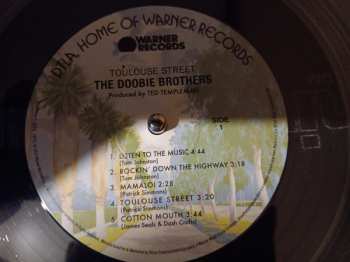 HOME OF WARNER RECORDS
WARNER RECORDS
TOULOUSE STREET
THE DOOBIE BROTHERS
Produced by TED TEMPLEMAN
SIDE
1
1. LISTEN TO THE MUSIC 4:44
(Tom Johnston)
2. ROCKIN' DOWN THE HIGHWAY 3:18
(Tom Johnston)
3. MAMALOI 2:28
(Patrick Simmons)
4. TOULOUSE STREET 3:20
(Patrick Simmons)
5. COTTON MOUTH 3:44
(James Seals & Dash Crofts)